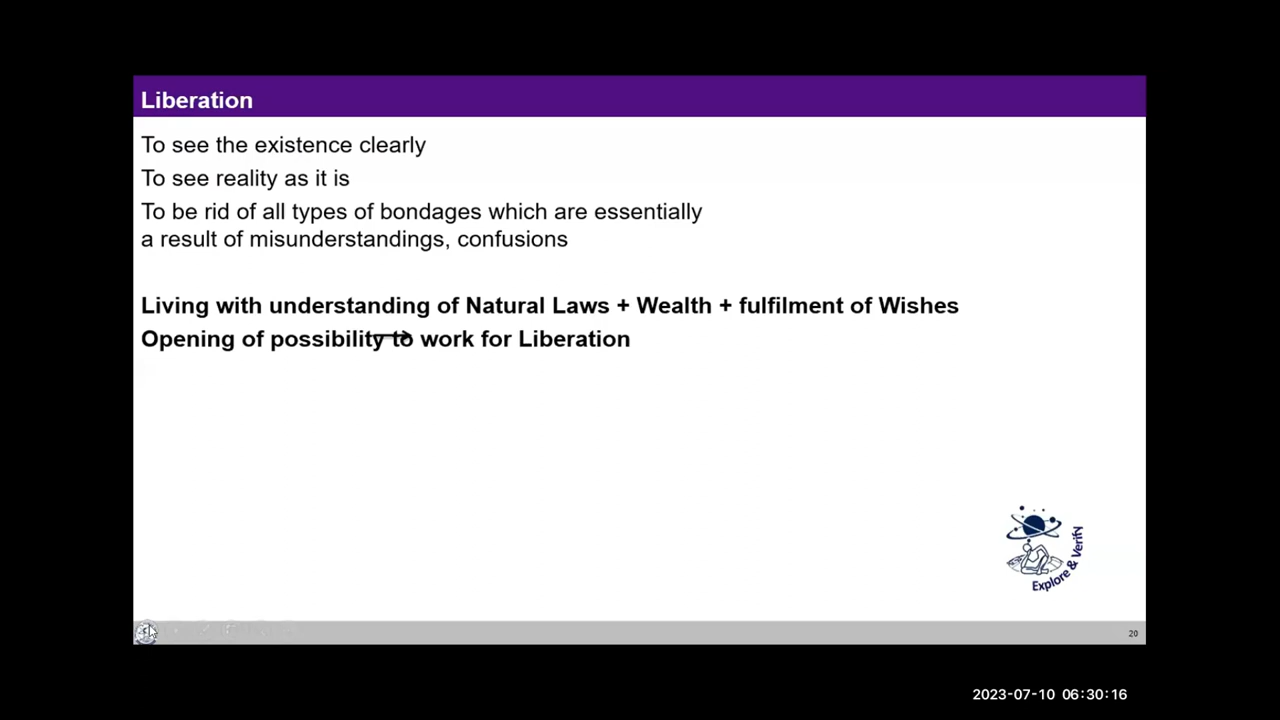 Liberation
To see the existence clearly
To see reality as it is
To be rid of all types of bondages which are essentially
a result of misunderstandings, confusions
Living with understanding of Natural Laws + Wealth + fulfilment of Wishes
Opening of possibility to work for Liberation
Explore & Verify
20
2023-07-10 06:30:16